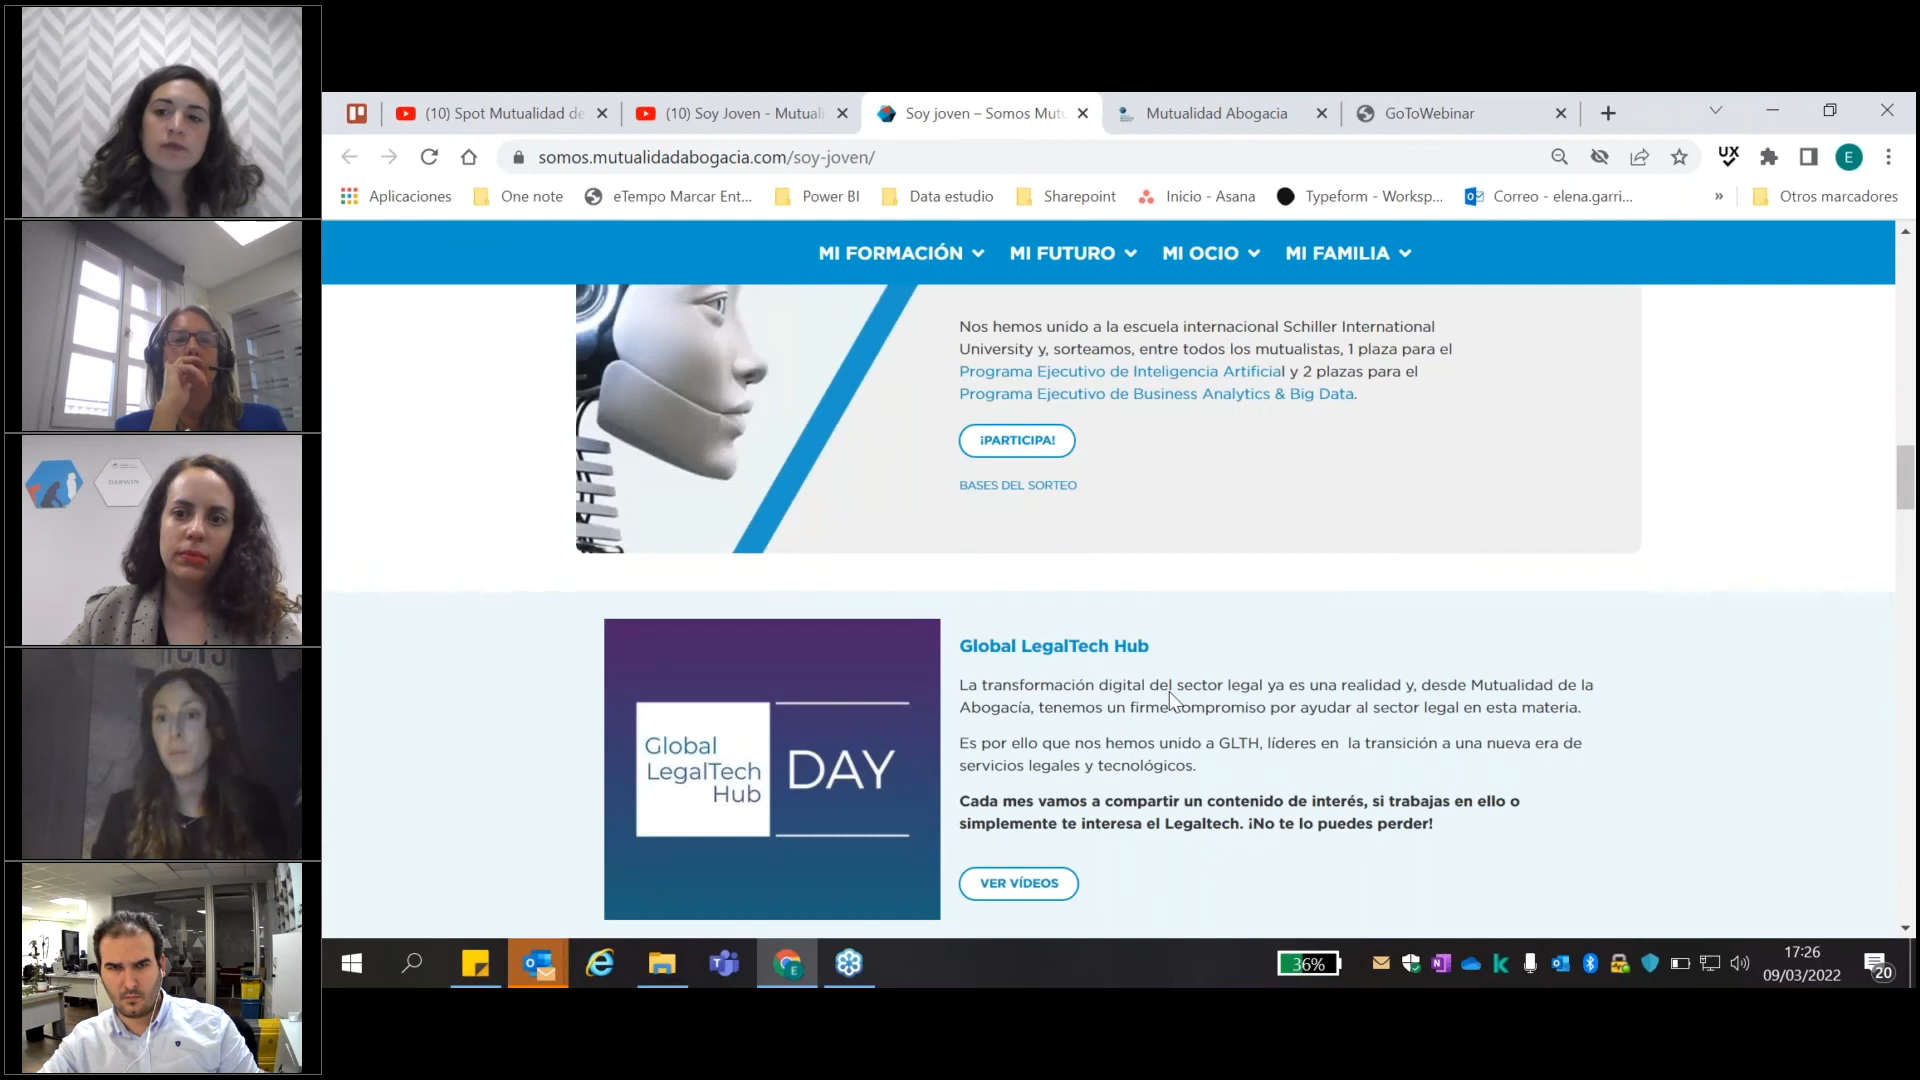 (10) Spot Mutualidad de
(10) Soy Joven - Mutuali
Soy joven – Somos Mutu
Mutualidad Abogacia
GoToWebinar
somos.mutualidadabogacia.com/soy-joven/
UX
E
Aplicaciones
One note
eTempo Marcar Ent...
Power BI
Data estudio
Sharepoint
Inicio - Asana
Typeform - Worksp...
Correo - elena.garri...
»
Otros marcadores
MI FORMACIÓN
MI FUTURO
MI OCIO
MI FAMILIA
Nos hemos unido a la escuela internacional Schiller International
University y, sorteamos, entre todos los mutualistas, 1 plaza para el
Programa Ejecutivo de Inteligencia Artificial y 2 plazas para el
Programa Ejecutivo de Business Analytics & Big Data.
¡PARTICIPA!
BASES DEL SORTEO
Global
LegalTech
Hub
DAY
Global LegalTech Hub
La transformación digital del sector legal ya es una realidad y, desde Mutualidad de la
Abogacía, tenemos un firme compromiso por ayudar al sector legal en esta materia.
Es por ello que nos hemos unido a GLTH, líderes en la transición a una nueva era de
servicios legales y tecnológicos.
Cada mes vamos a compartir un contenido de interés, si trabajas en ello o
simplemente te interesa el Legaltech. ¡No te lo puedes perder!
VER VÍDEOS
DARWIN
36%
17:26
09/03/2022
20